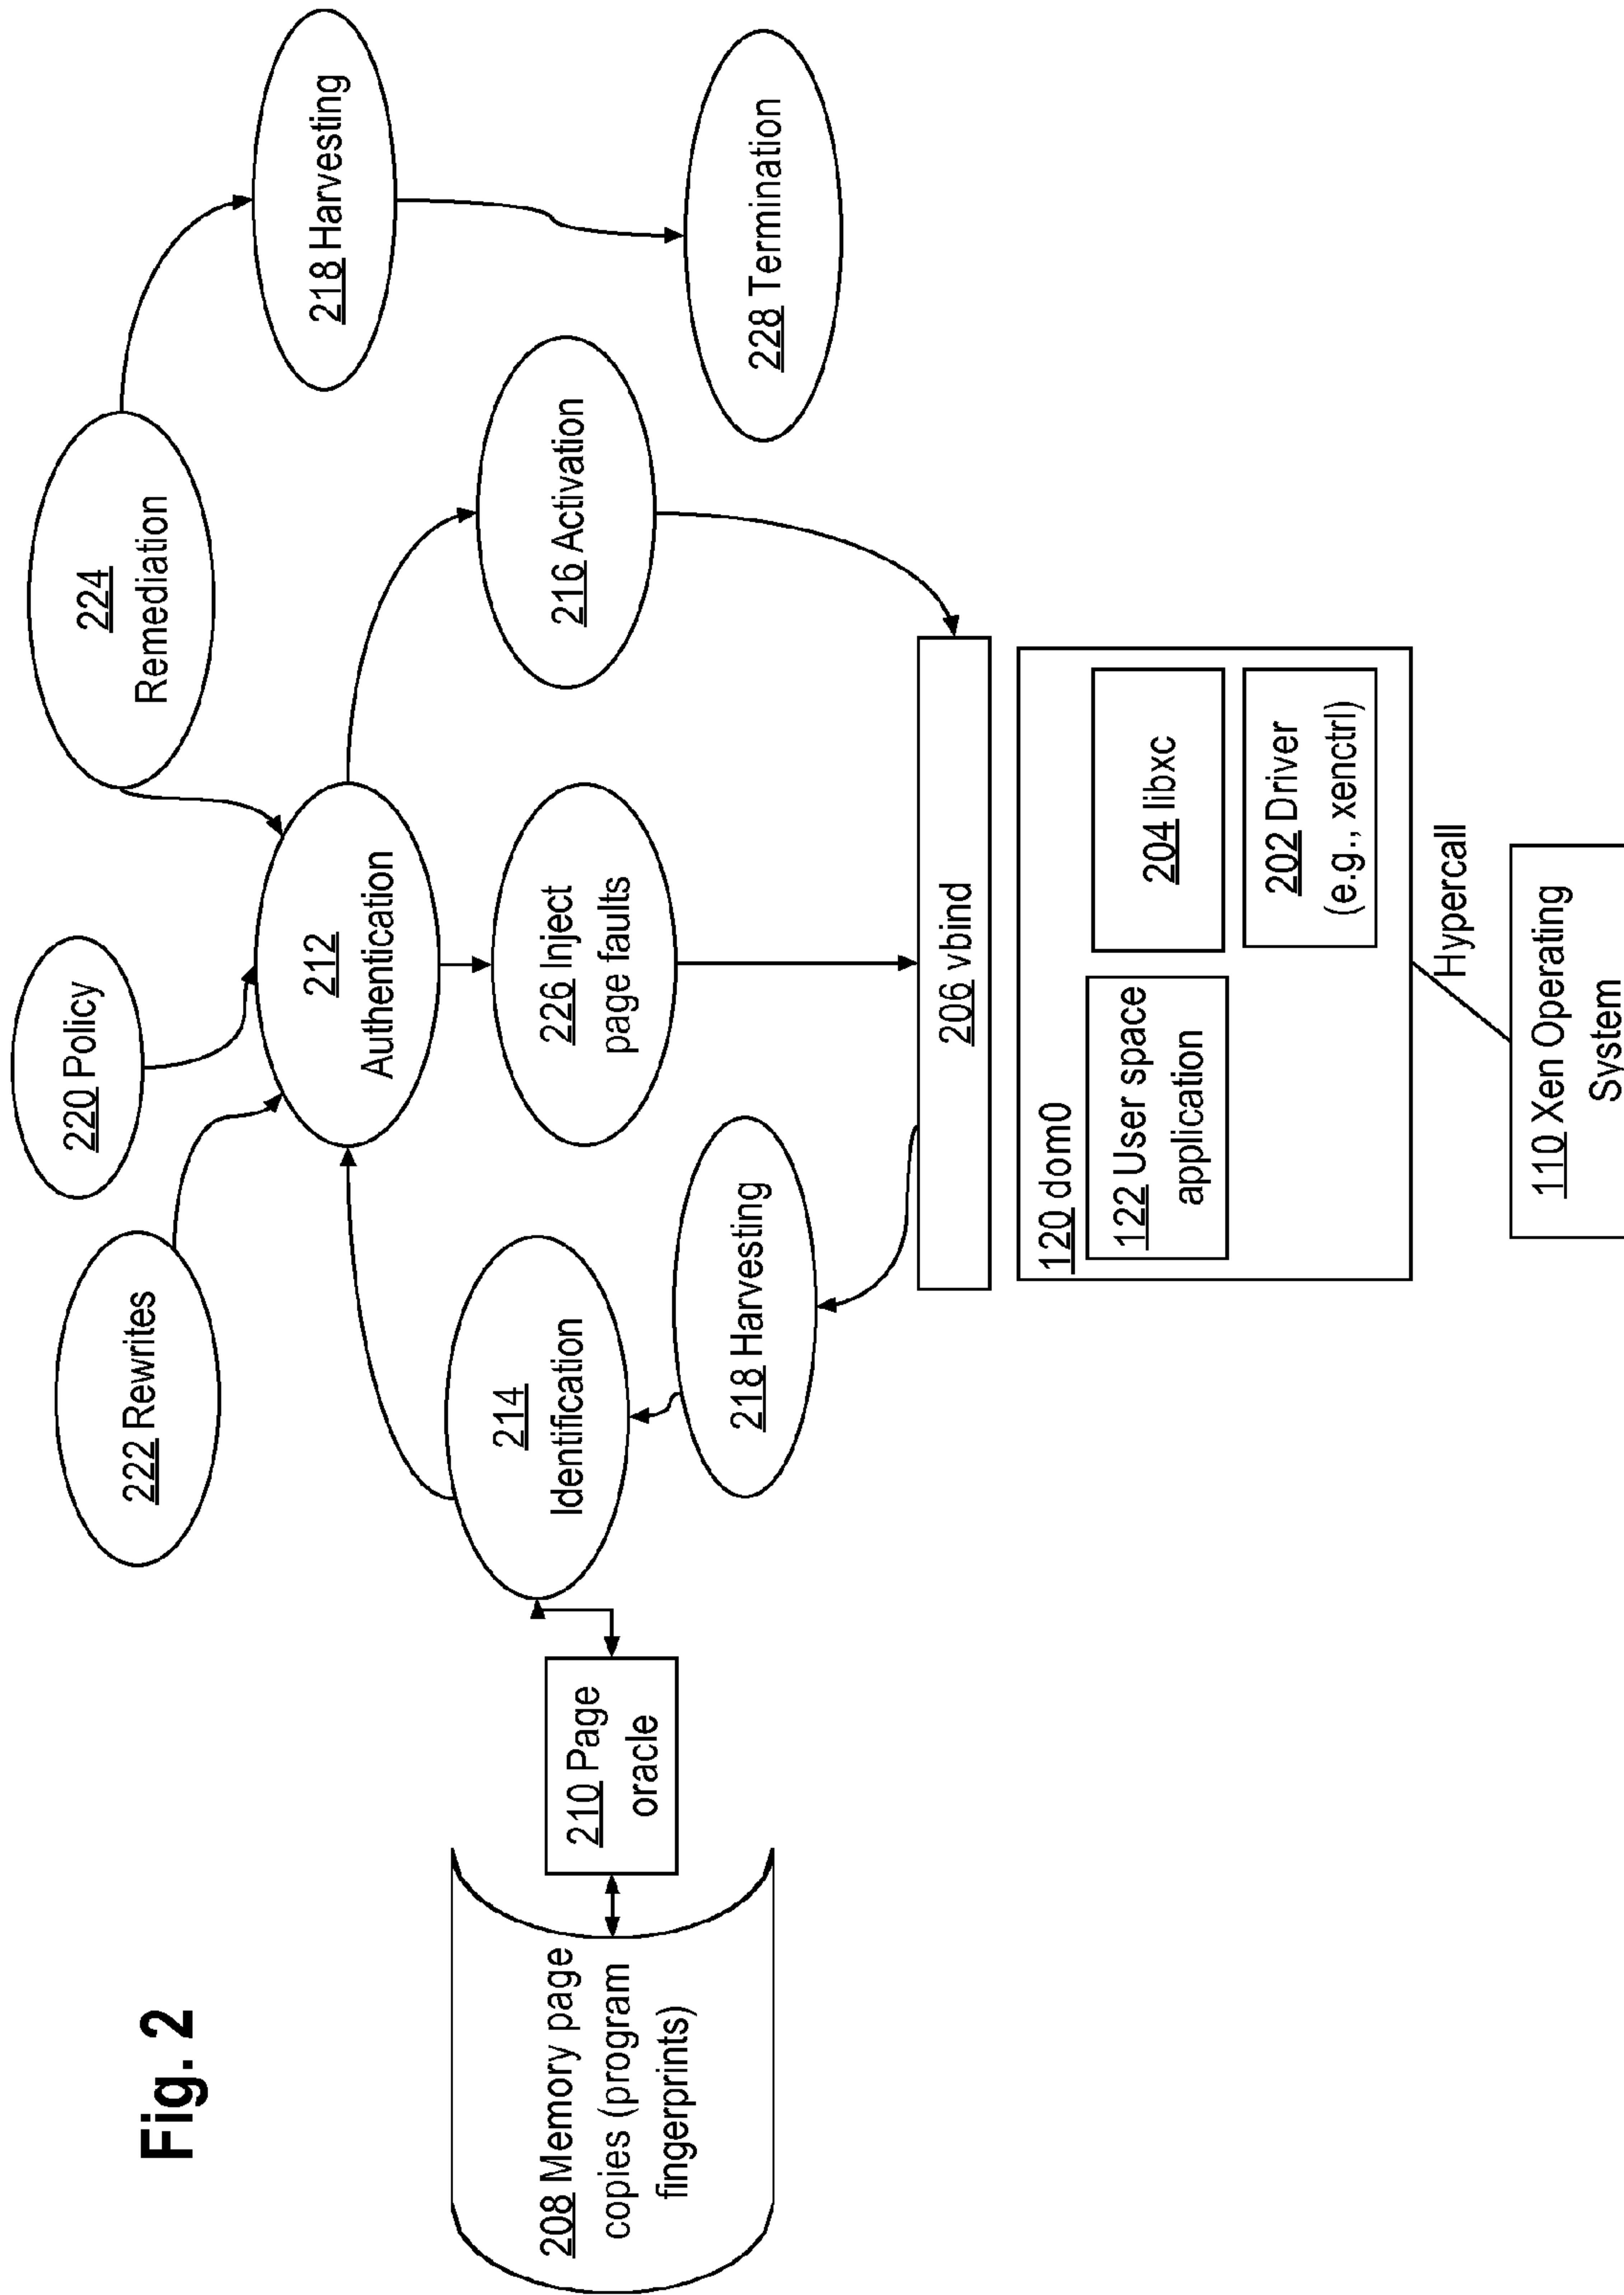 Fig. 2
222 Rewrites
220 Policy
224
Remediation
212
Authentication
218 Harvesting
214
Identification
226 Inject
page faults
216 Activation
208 Memory page
copies (program
fingerprints)
210 Page
oracle
218 Harvesting
228 Termination
206 vbind
120 dom0
122 User space
application
204 libxc
202 Driver
(e.g., xenctrl)
Hypercall
110 Xen Operating
System